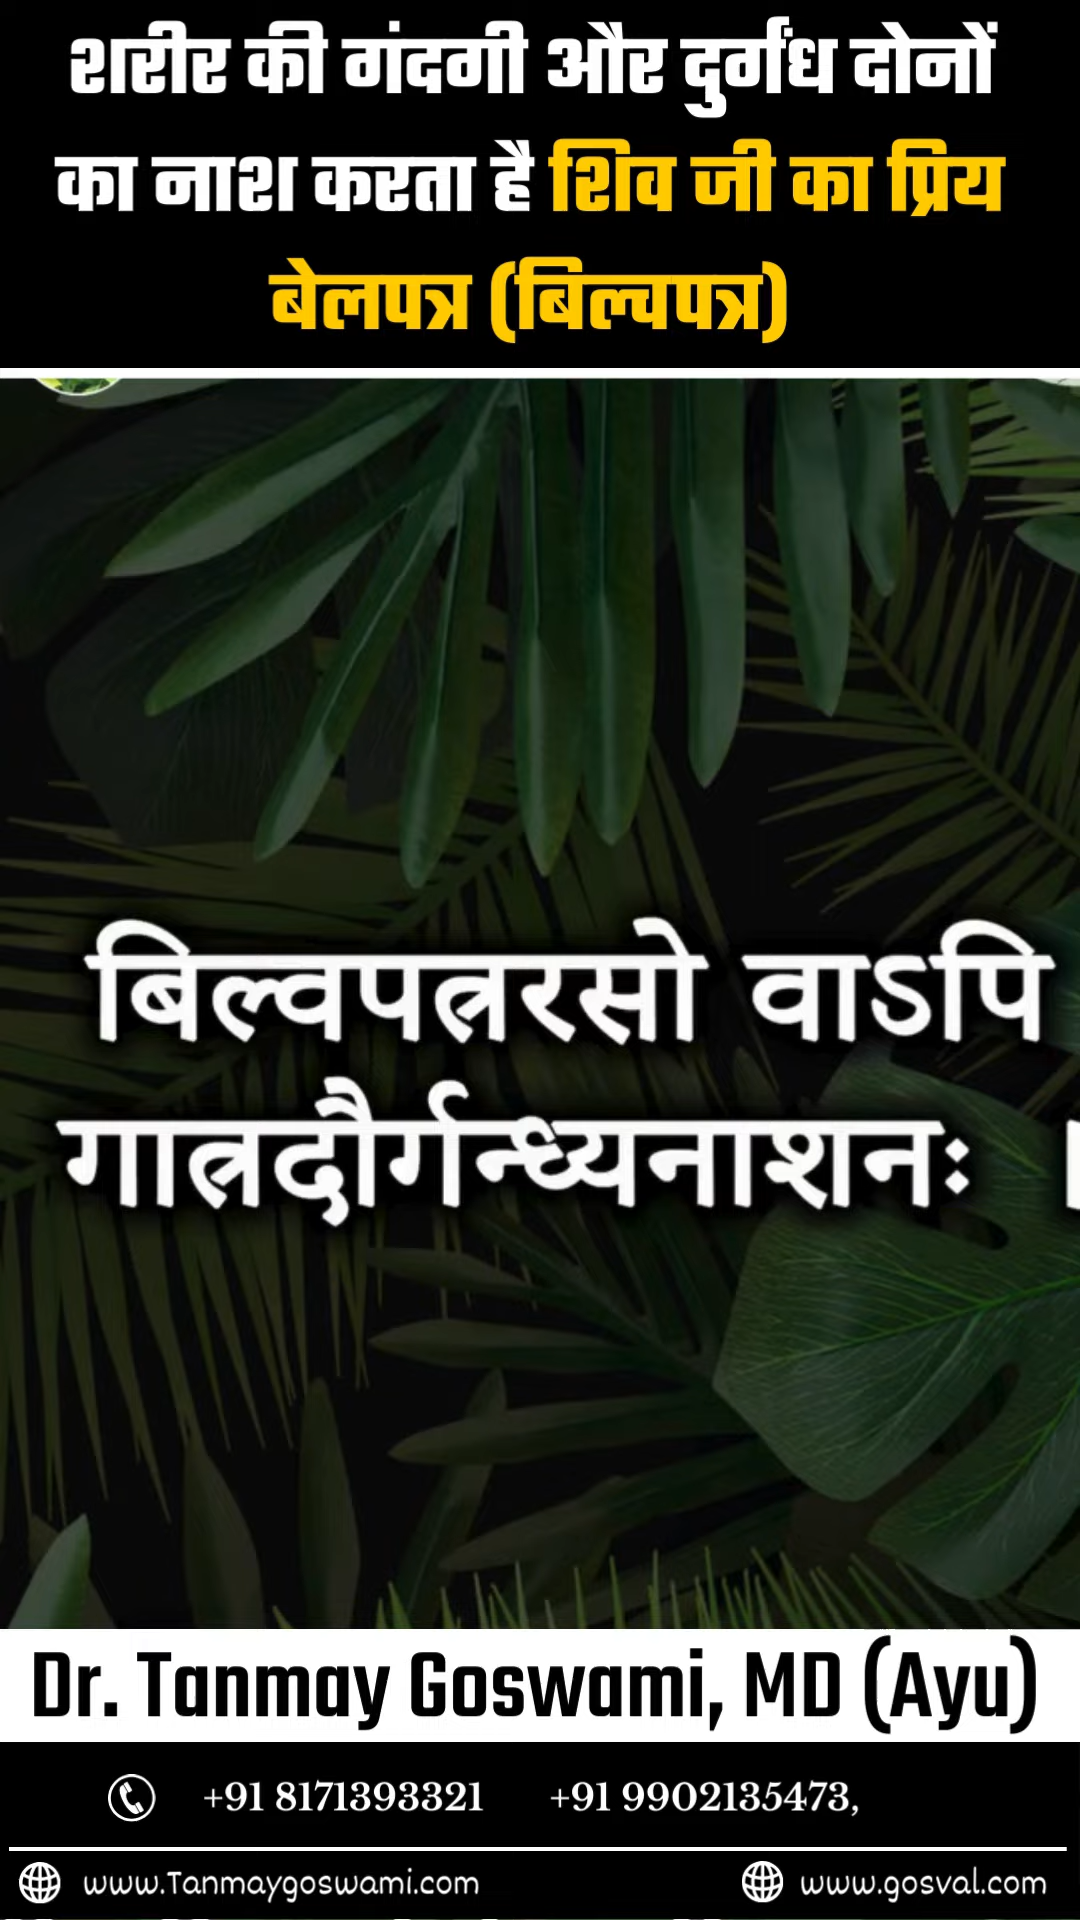 शरीर की गंदगी और दुर्गंध दोनों
का नाश करता है शिव जी का प्रिय
बेलपत्र (बिल्वपत्र)
बिल्वपत्ररसो वाऽपि
गात्रदौर्गन्ध्यनाशनः ।
Dr. Tanmay Goswami, MD (Ayu)
+91 8171393321 +91 9902135473,
www.Tanmaygoswami.com www.gosval.com